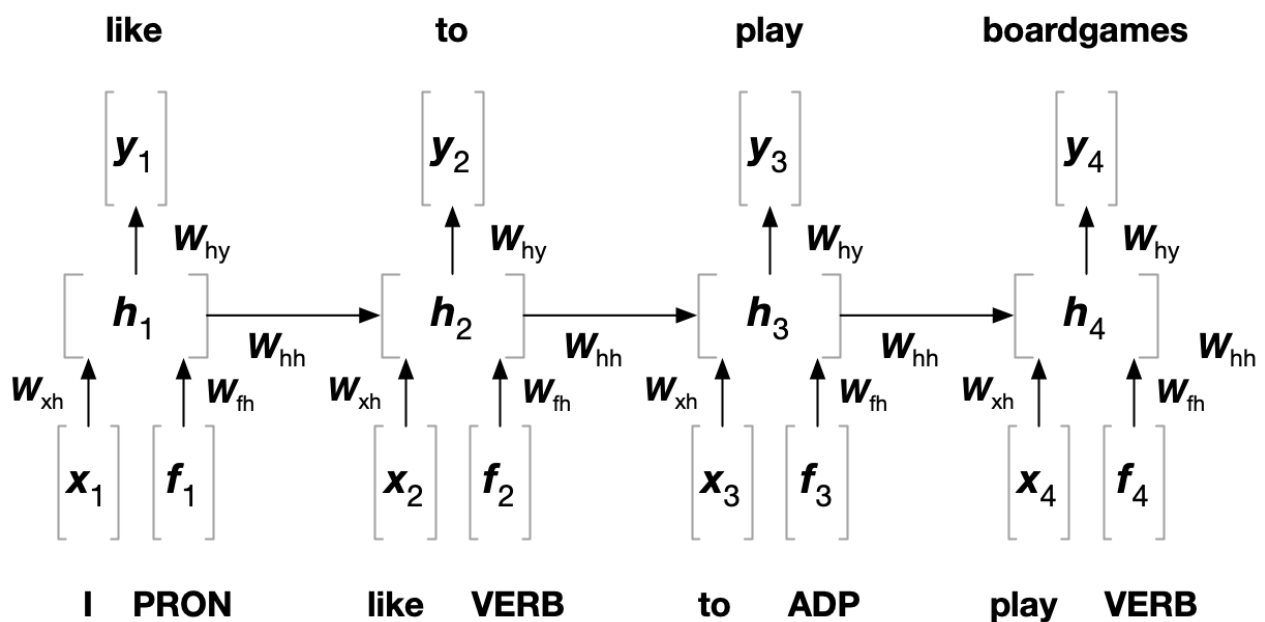 like to play boardgames
y1 y2 y3 y4
Why Why Why Why
h1 h2 h3 h4
Whh Whh Whh Whh
Wxh Wfh Wxh Wfh Wxh Wfh Wxh Wfh
x1 f1 x2 f2 x3 f3 x4 f4
I PRON like VERB to ADP play VERB